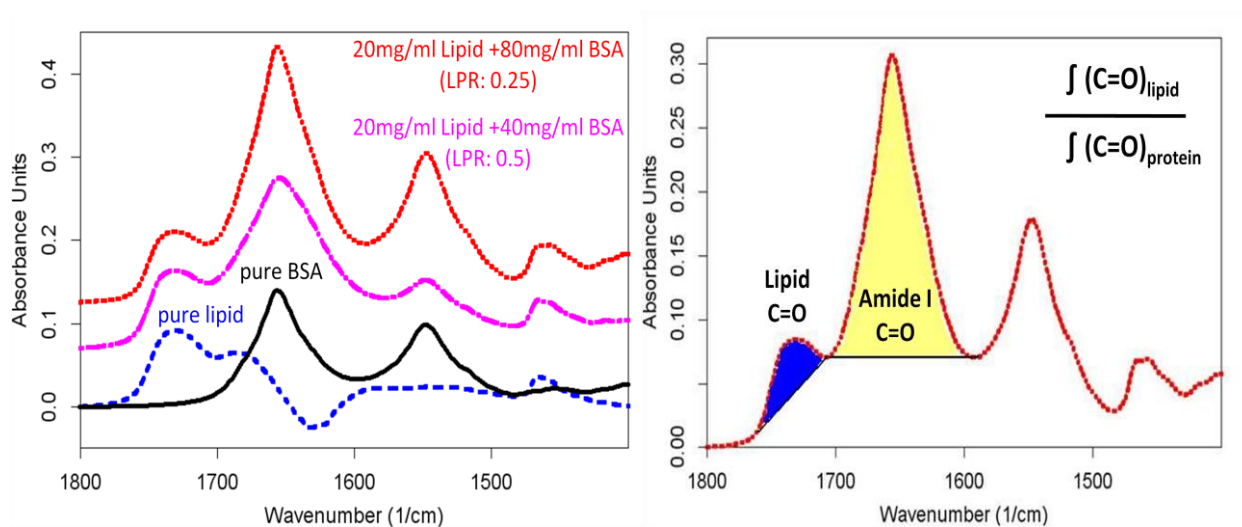 20mg/ml Lipid +80mg/ml BSA
(LPR: 0.25)
20mg/ml Lipid +40mg/ml BSA
(LPR: 0.5)
pure BSA
pure lipid
Absorbance Units
0.4
0.3
0.2
0.1
0.0
1800
1700
1600
1500
Wavenumber (1/cm)
∫ (C=O)lipid
∫ (C=O)protein
Lipid
C=O
Amide I
C=O
Absorbance Units
0.30
0.25
0.20
0.15
0.10
0.00
1800
1700
1600
1500
Wavenumber (1/cm)